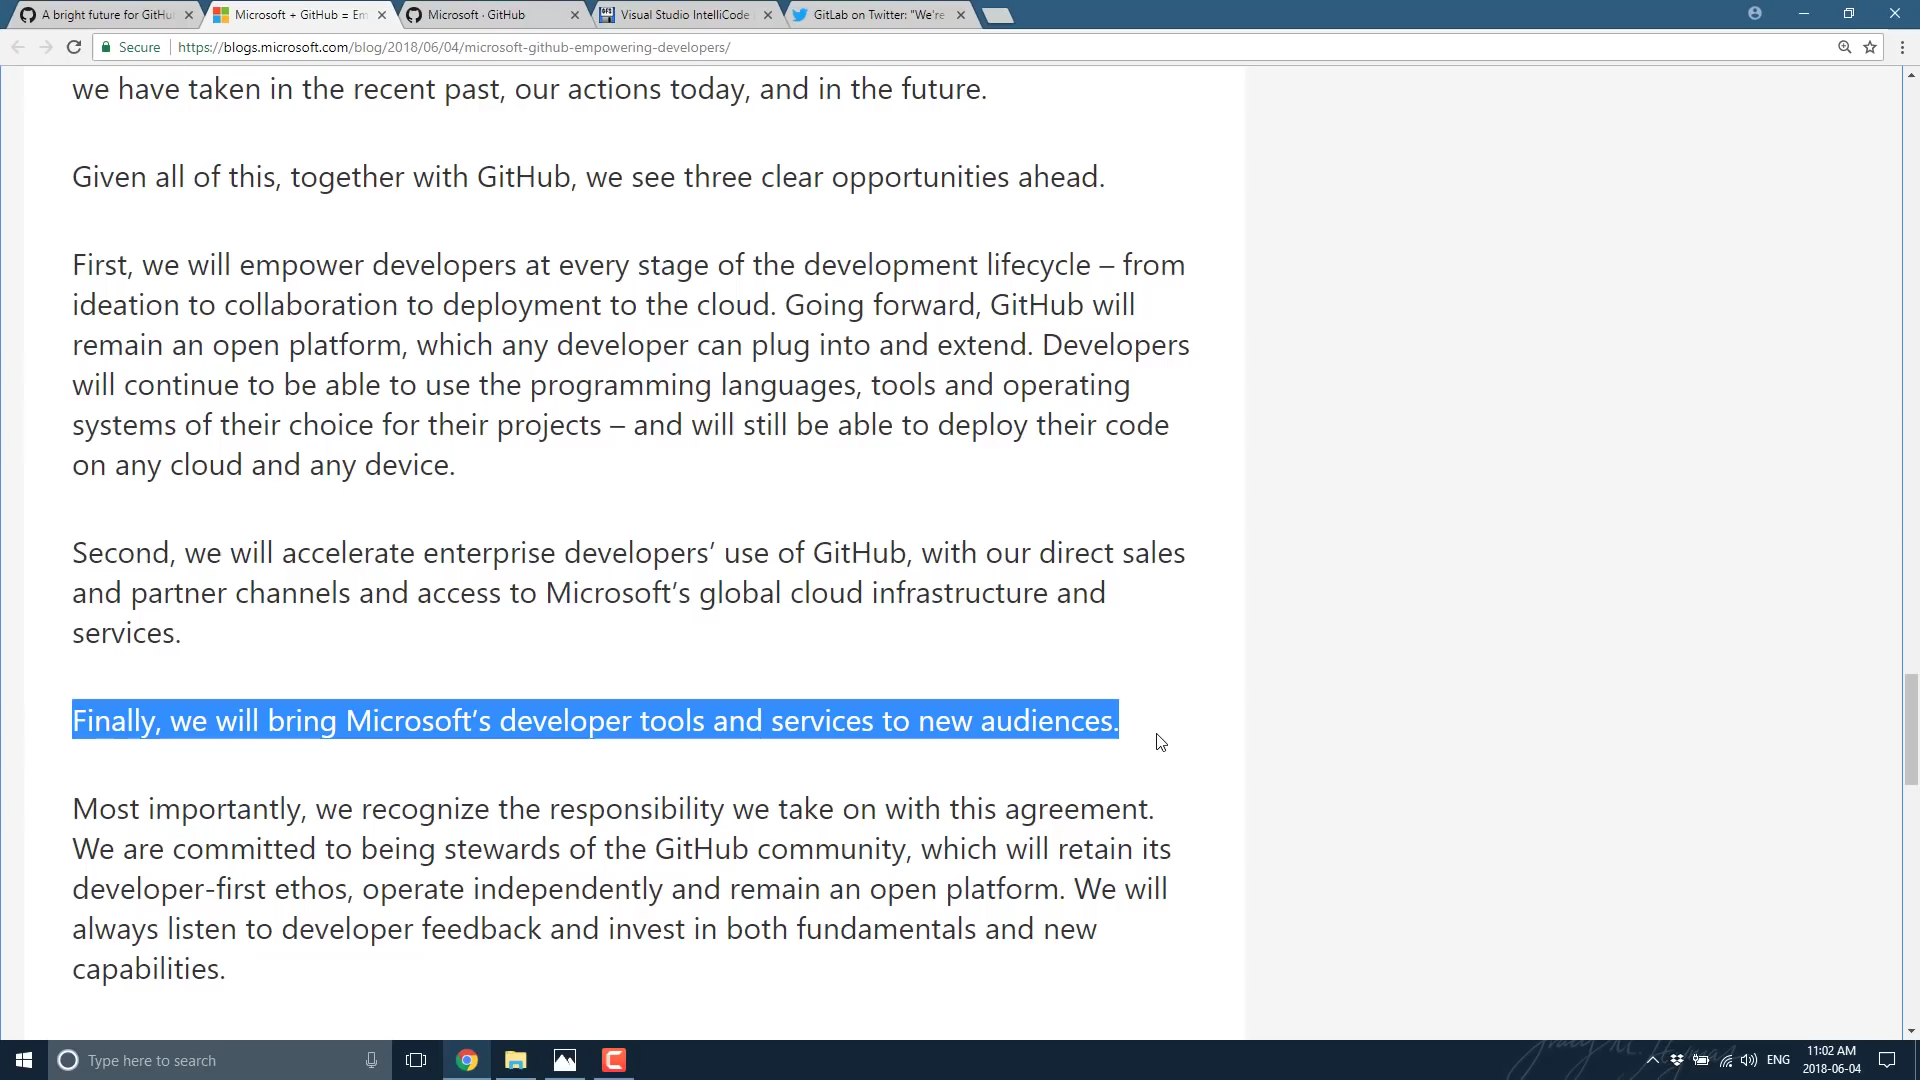 A bright future for GitHu
Microsoft + GitHub = Em
Microsoft · GitHub
Visual Studio IntelliCode
GitLab on Twitter: "We're
Secure
https://blogs.microsoft.com/blog/2018/06/04/microsoft-github-empowering-developers/
we have taken in the recent past, our actions today, and in the future.
Given all of this, together with GitHub, we see three clear opportunities ahead.
First, we will empower developers at every stage of the development lifecycle – from
ideation to collaboration to deployment to the cloud. Going forward, GitHub will
remain an open platform, which any developer can plug into and extend. Developers
will continue to be able to use the programming languages, tools and operating
systems of their choice for their projects – and will still be able to deploy their code
on any cloud and any device.
Second, we will accelerate enterprise developers’ use of GitHub, with our direct sales
and partner channels and access to Microsoft’s global cloud infrastructure and
services.
Finally, we will bring Microsoft’s developer tools and services to new audiences.
Most importantly, we recognize the responsibility we take on with this agreement.
We are committed to being stewards of the GitHub community, which will retain its
developer-first ethos, operate independently and remain an open platform. We will
always listen to developer feedback and invest in both fundamentals and new
capabilities.
Type here to search
ENG
11:02 AM
2018-06-04